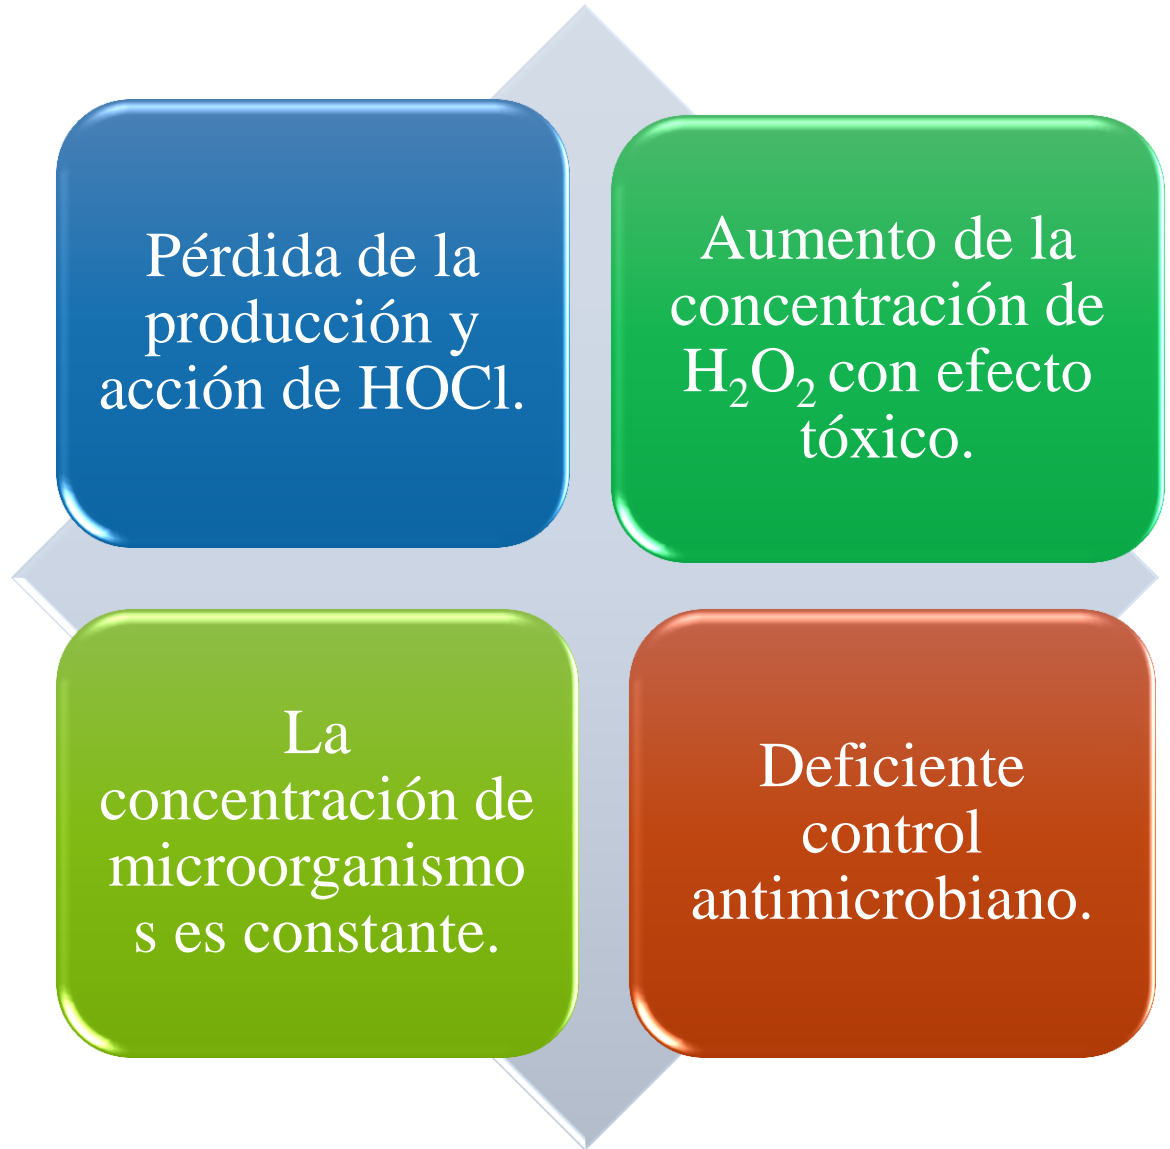 Pérdida de la
producción y
acción de HOCl.
Aumento de la
concentración de
H₂O₂ con efecto
tóxico.
La
concentración de
microorganismo
s es constante.
Deficiente
control
antimicrobiano.